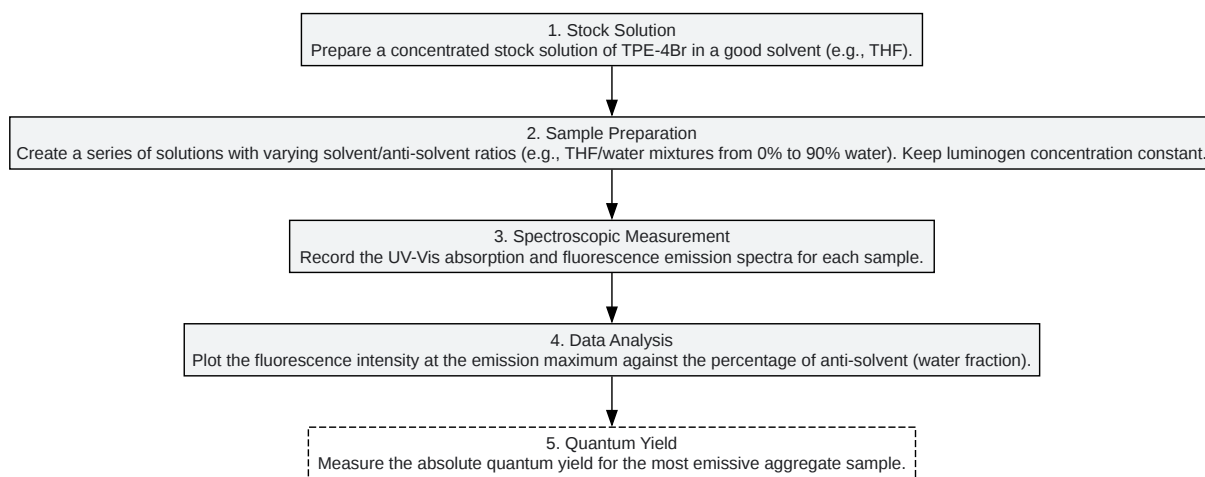 1. Stock Solution
Prepare a concentrated stock solution of TPE-4Br in a good solvent (e.g., THF).
2. Sample Preparation
Create a series of solutions with varying solvent/anti-solvent ratios (e.g., THF/water mixtures from 0% to 90% water). Keep luminogen concentration constant.
3. Spectroscopic Measurement
Record the UV-Vis absorption and fluorescence emission spectra for each sample.
4. Data Analysis
Plot the fluorescence intensity at the emission maximum against the percentage of anti-solvent (water fraction).
5. Quantum Yield
Measure the absolute quantum yield for the most emissive aggregate sample.